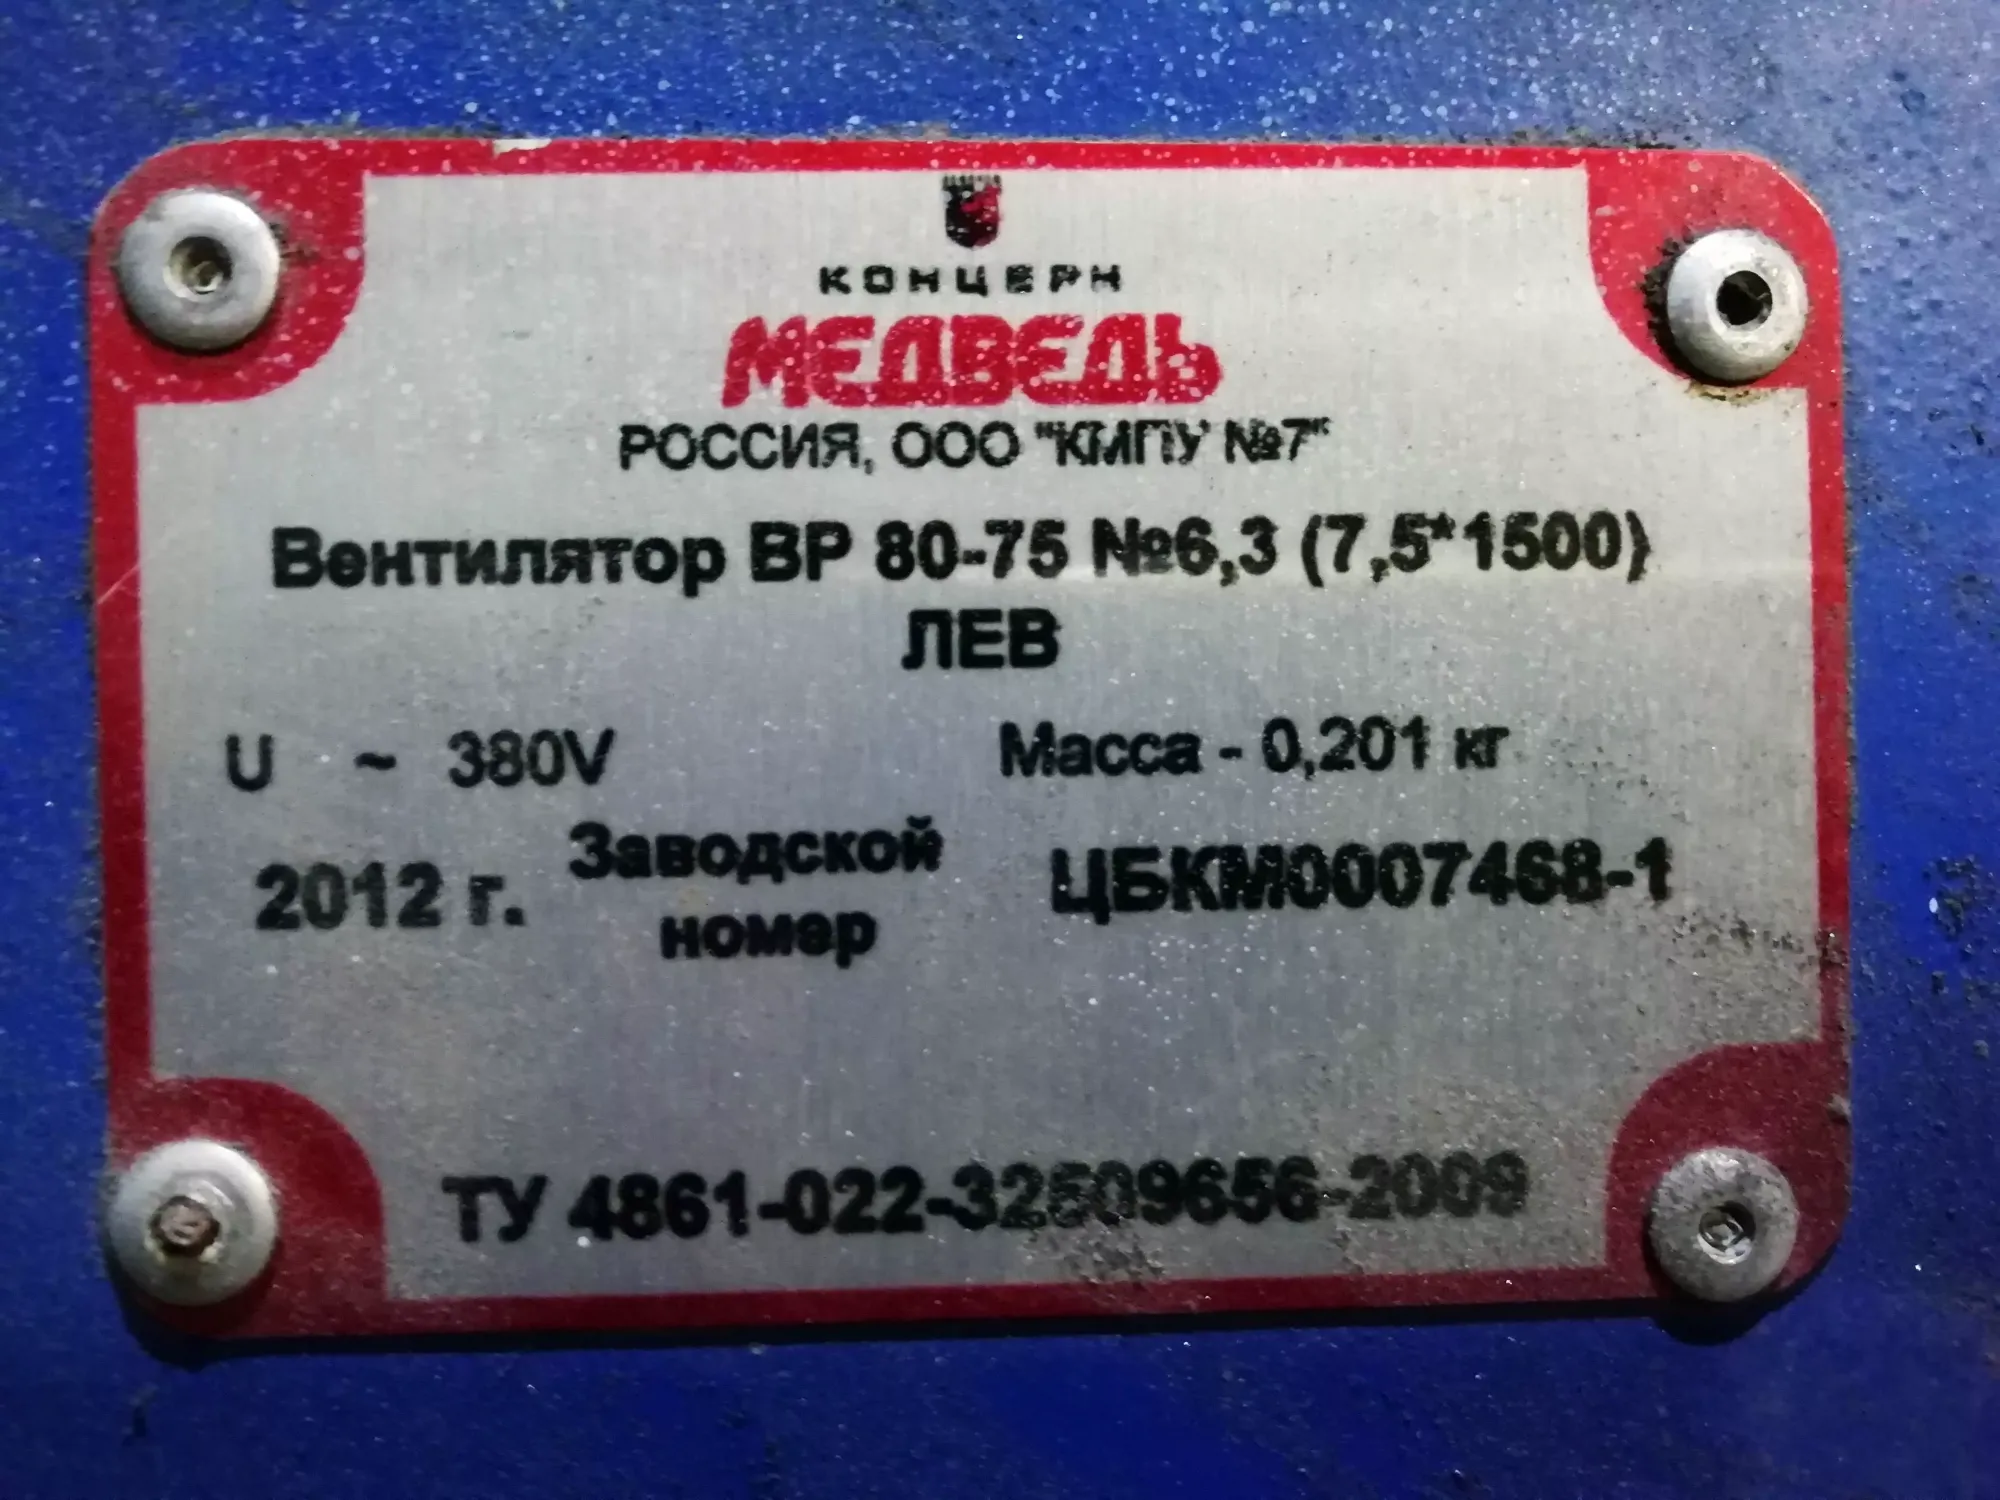 КОНЦЕРН
МЕДВЕДЬ
РОССИЯ, ООО "КМПУ №7"
Вентилятор ВР 80-75 №6,3 (7,5*1500)
ЛЕВ
U ~ 380V Масса - 0,201 кг
2012 г. Заводской номер ЦБКМ0007468-1
ТУ 4861-022-32509656-2009